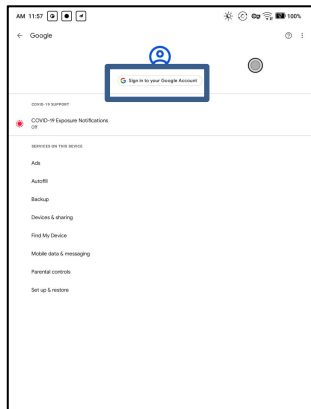 AM 11:57
100%
Google
Sign in to your Google Account
COVID-19 SUPPORT
COVID-19 Exposure Notifications
Off
SERVICES ON THIS DEVICE
Ads
Autofill
Backup
Devices & sharing
Find My Device
Mobile data & messaging
Parental controls
Set up & restore